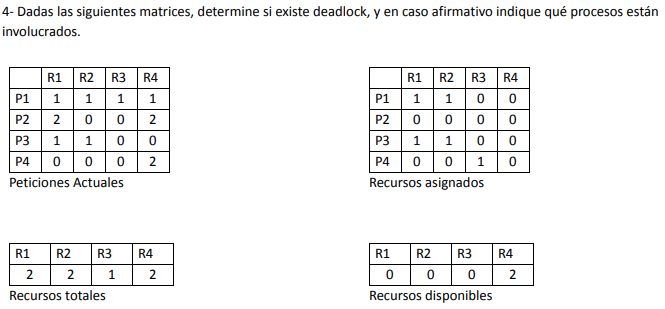 4- Dadas las siguientes matrices, determine si existe deadlock, y en caso afirmativo indique qué procesos están
involucrados.
R1 R2 R3 R4
P1 1 1 1 1
P2 2 0 0 2
P3 1 1 0 0
P4 0 0 0 2
Peticiones Actuales
R1 R2 R3 R4
P1 1 1 0 0
P2 0 0 0 0
P3 1 1 0 0
P4 0 0 1 0
Recursos asignados
R1 R2 R3 R4
2 2 1 2
Recursos totales
R1 R2 R3 R4
0 0 0 2
Recursos disponibles